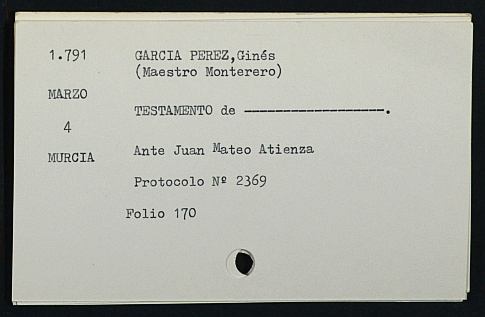 1.791 GARCIA PEREZ,Ginés
(Maestro Monterero)
MARZO
TESTAMENTO de ------------------.
4
MURCIA Ante Juan Mateo Atienza
Protocolo Nº 2369
Folio 170